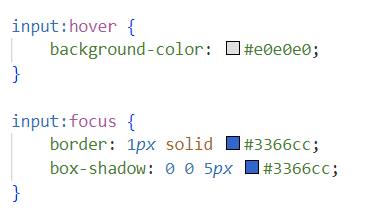 input:hover {
    background-color: #e0e0e0;
}

input:focus {
    border: 1px solid #3366cc;
    box-shadow: 0 0 5px #3366cc;
}